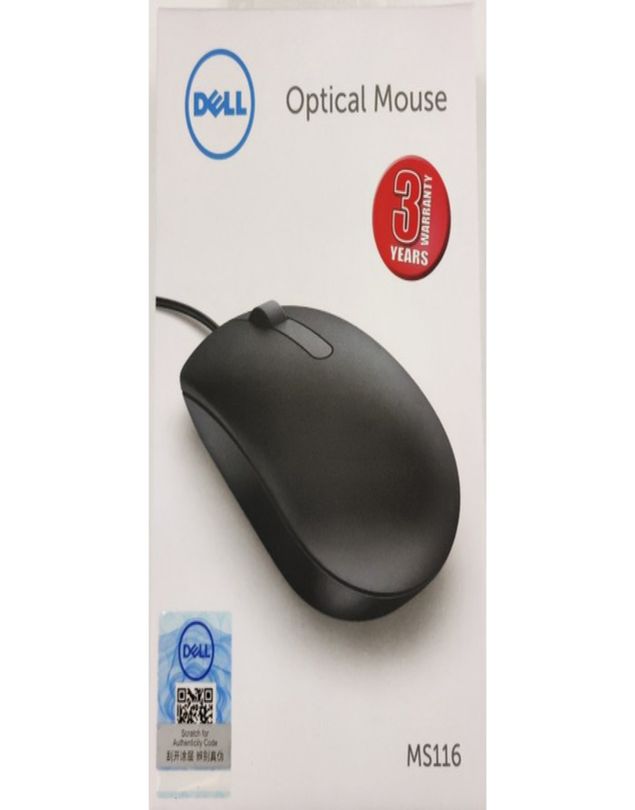 DELL
Optical Mouse
3
YEARS
WARRANTY
DELL
Scratch for
Authenticity Code
刮开涂层 辨别真伪
MS116